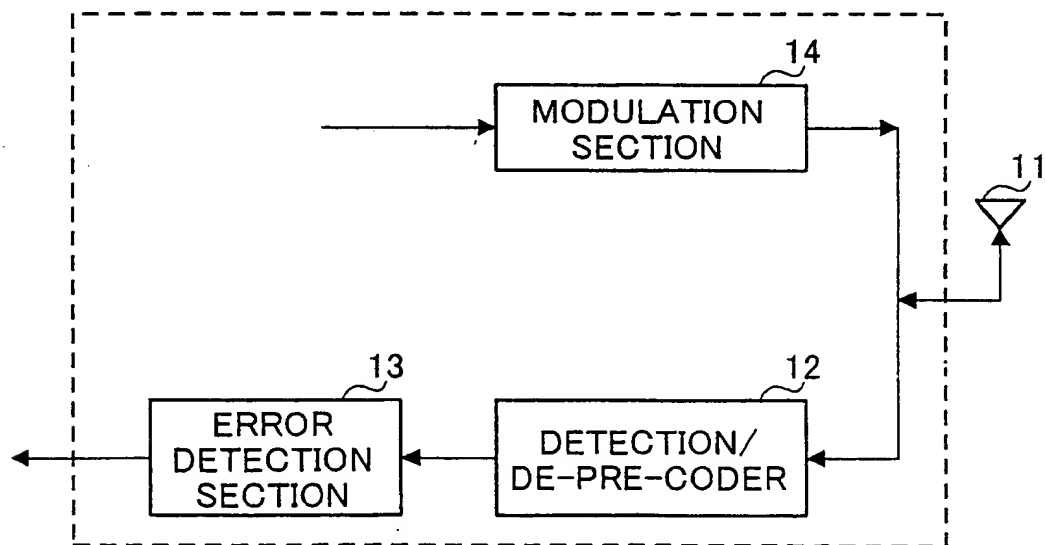 14
MODULATION
SECTION
11
13
ERROR
DETECTION
SECTION
12
DETECTION/
DE-PRE-CODER